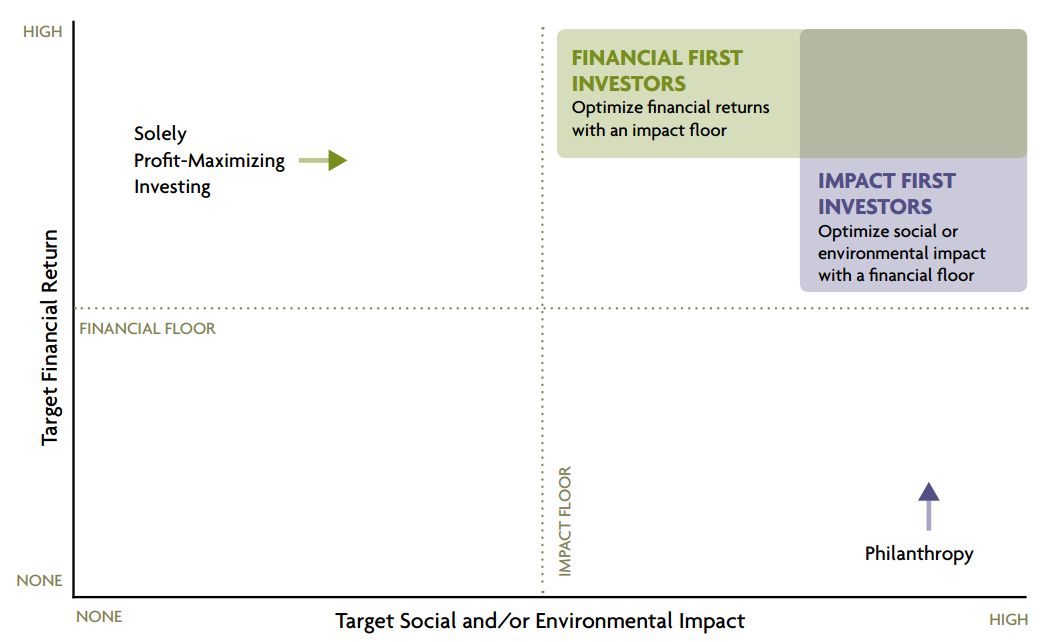 HIGH
FINANCIAL FIRST
INVESTORS
Optimize financial returns
with an impact floor
Solely
Profit-Maximizing
Investing
IMPACT FIRST
INVESTORS
Optimize social or
environmental impact
with a financial floor
Target Financial Return
FINANCIAL FLOOR
IMPACT FLOOR
Philanthropy
NONE
NONE
Target Social and/or Environmental Impact
HIGH